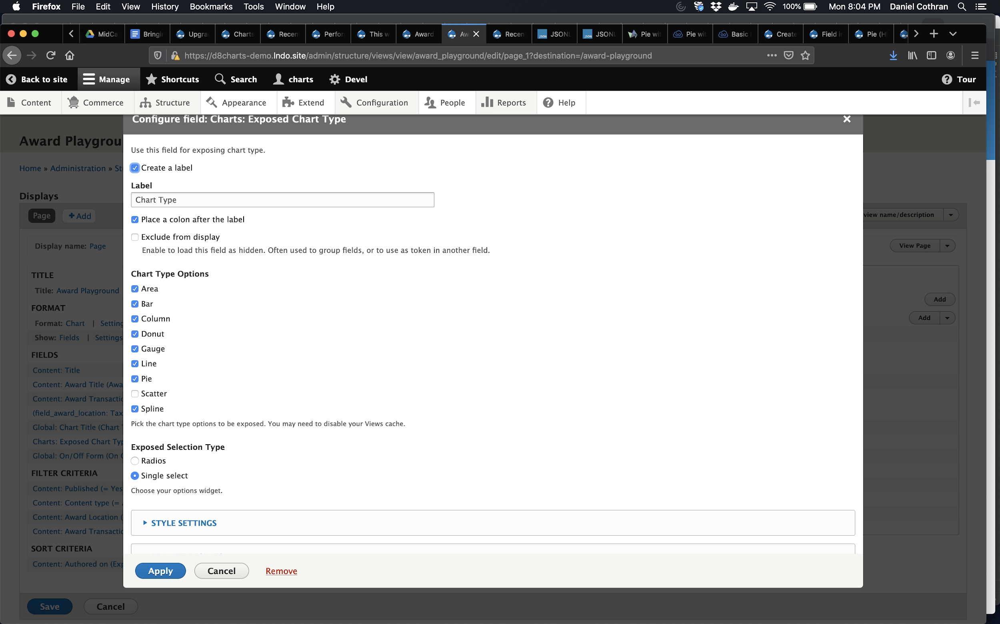 Firefox File Edit View History Bookmarks Tools Window Help 100% Mon 8:04 PM Daniel Cothran
MidCa Bringi Upgra Charts Recen Perfor This w Award Aw Recen JSON JSONL JSON JSONL Pie wit Pie wit Basic Create Field i Pie (Hi
https://d8charts-demo.lndo.site/admin/structure/views/view/award_playground/edit/page_1?destination=/award-playground
Back to site Manage Shortcuts Search charts Devel Tour
Content Commerce Structure Appearance Extend Configuration People Reports Help
Configure field: Charts: Exposed Chart Type
Award Playgrou
Use this field for exposing chart type.
Home » Administration » St
Create a label
Label
Displays
Chart Type
Page Add
view name/description
Place a colon after the label
Exclude from display
Display name: Page
View Page
Enable to load this field as hidden. Often used to group fields, or to use as token in another field.
TITLE
Chart Type Options
Title: Award Playground
Area
Add
FORMAT
Bar
Format: Chart | Setting
Column
Add
Show: Fields | Settings
Donut
Gauge
FIELDS
Line
Content: Title
Pie
Content: Award Title (Awa
Scatter
Content: Award Transactio
Spline
(field_award_location: Tax
Pick the chart type options to be exposed. You may need to disable your Views cache.
Global: Chart Title (Chart
Charts: Exposed Chart Typ
Exposed Selection Type
Global: On/Off Form (On
Radios
FILTER CRITERIA
Single select
Content: Published (= Yes
Choose your options widget.
Content: Content type (=
Content: Award Location (
STYLE SETTINGS
Content: Award Transactio
SORT CRITERIA
Content: Authored on (Exp
Apply Cancel Remove
Save Cancel